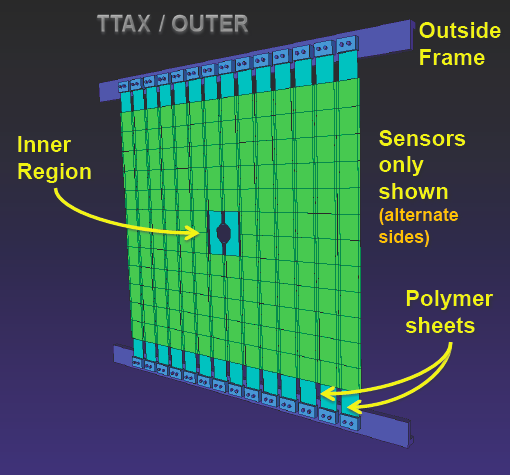 TTAX / OUTER
Outside
Frame
Inner
Region
Sensors
only
shown
(alternate
sides)
Polymer
sheets